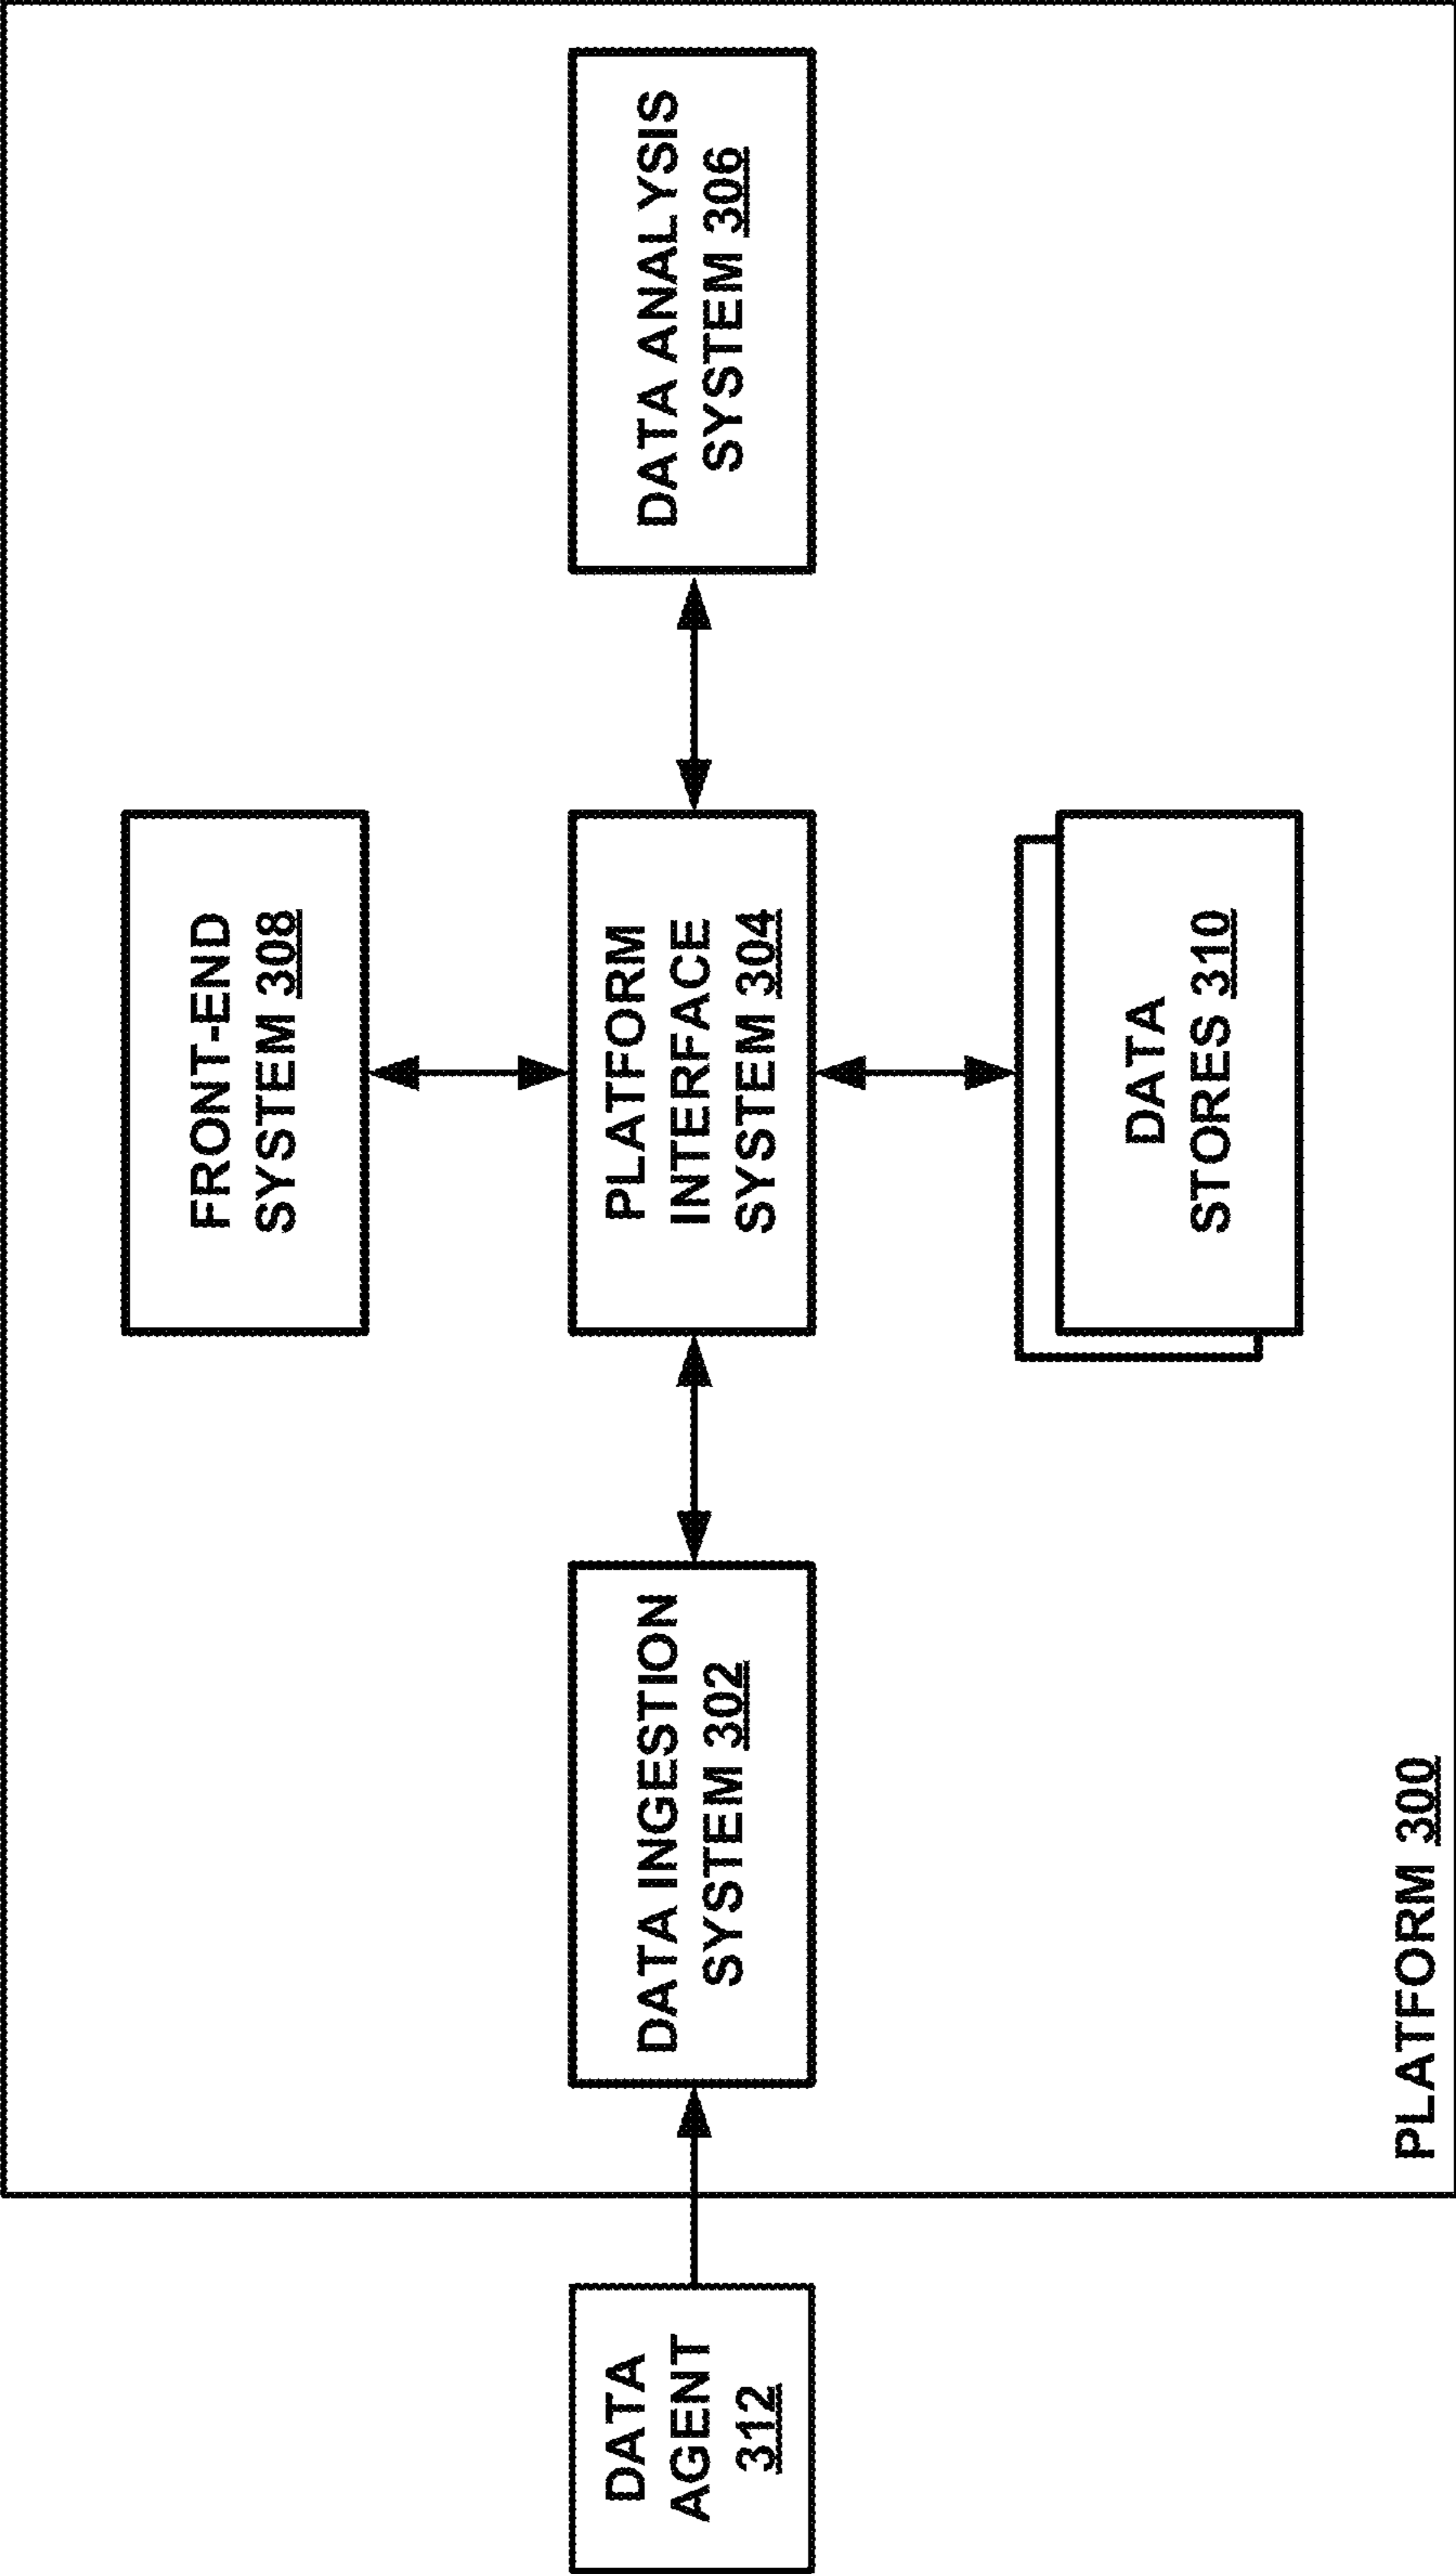 FRONT-END
SYSTEM 308
DATA
AGENT
312
DATA INGESTION
SYSTEM 302
PLATFORM
INTERFACE
SYSTEM 304
DATA ANALYSIS
SYSTEM 306
DATA
STORES 310
PLATFORM 300